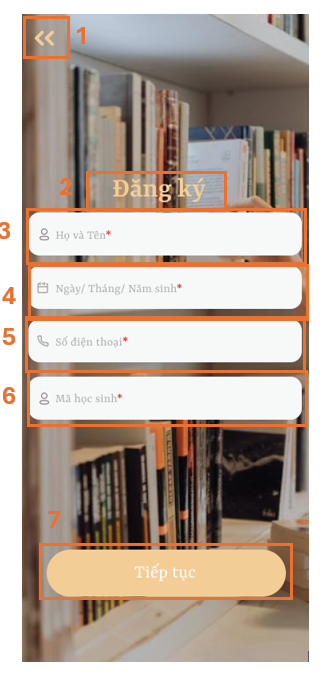 1
2
Đăng ký
3
Họ và Tên*
4
Ngày/ Tháng/ Năm sinh*
5
Số điện thoại*
6
Mã học sinh*
7
Tiếp tục